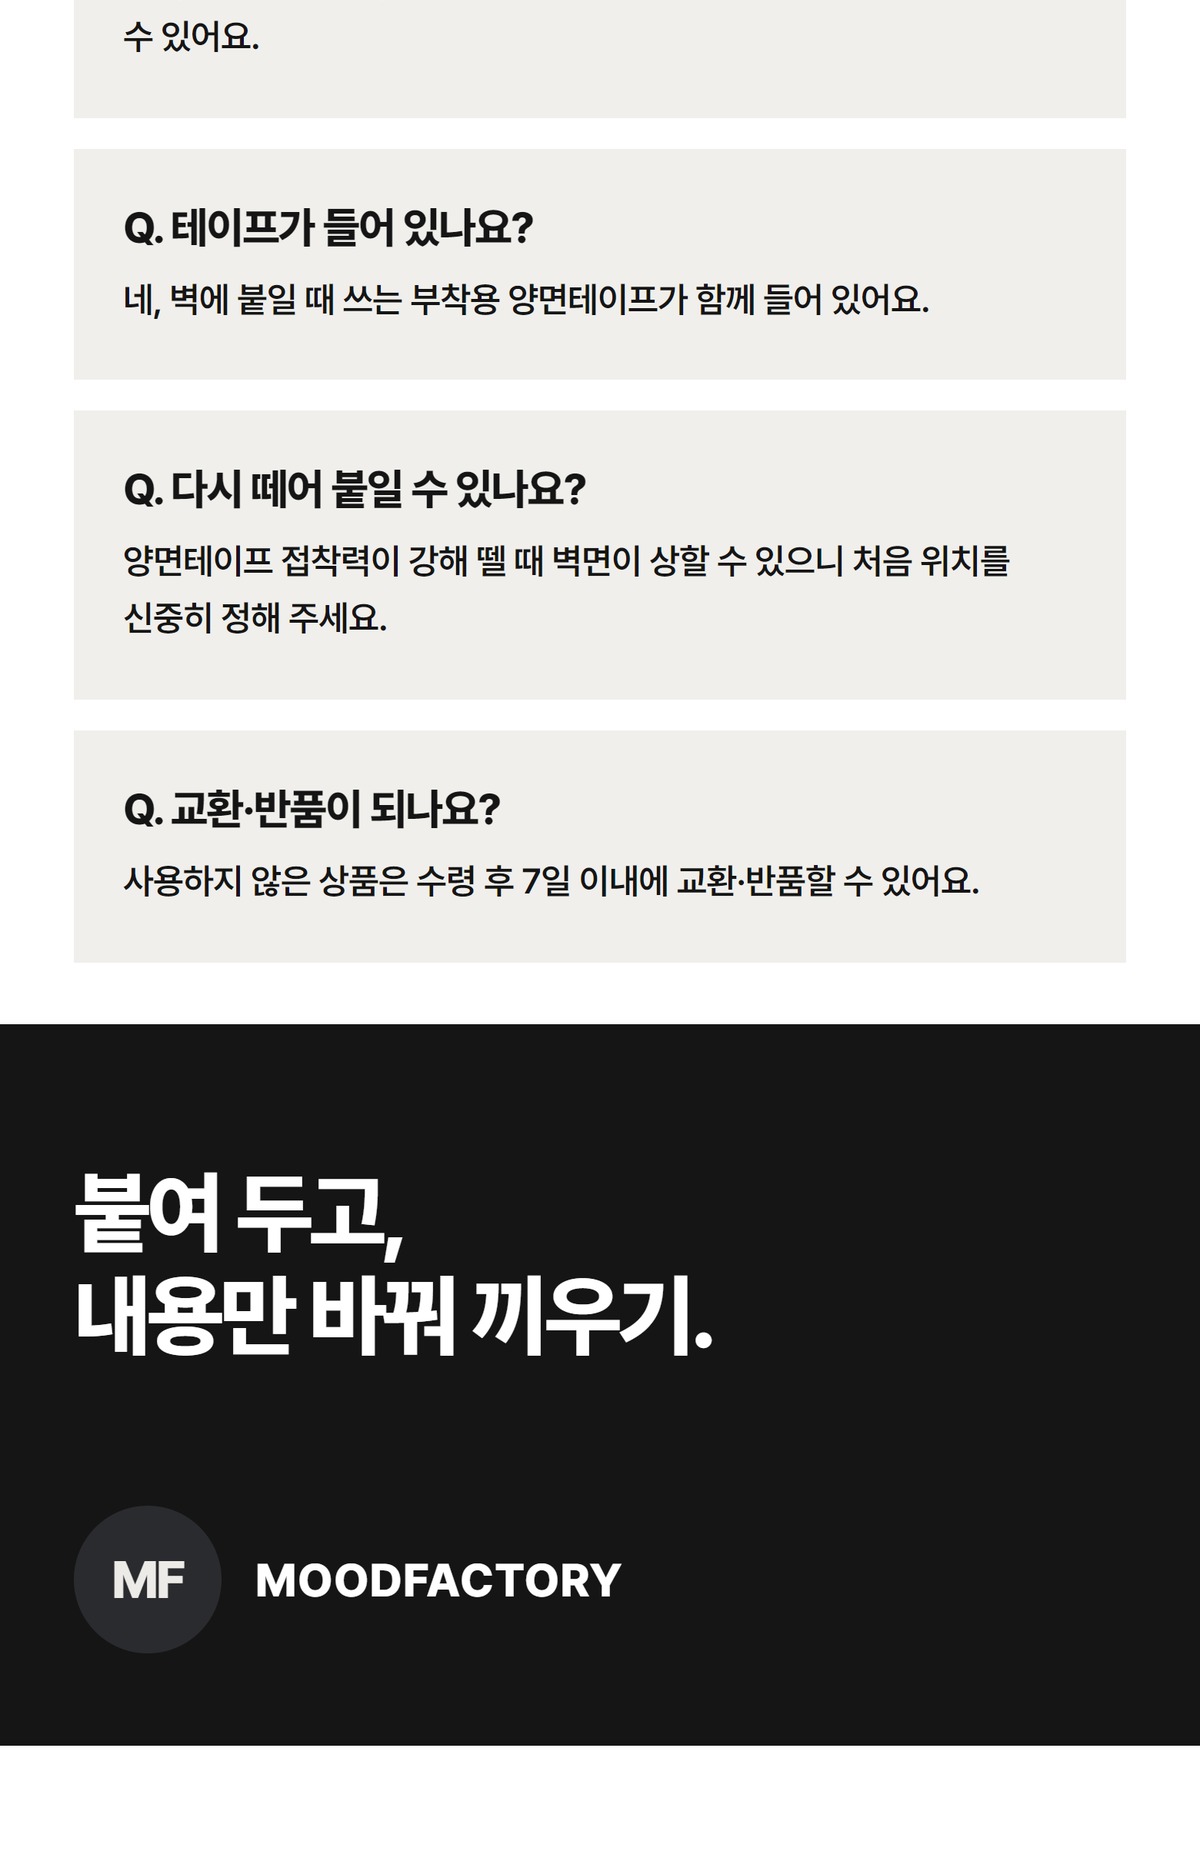 수 있어요.
Q. 테이프가 들어 있나요?
네, 벽에 붙일 때 쓰는 부착용 양면테이프가 함께 들어 있어요.
Q. 다시 떼어 붙일 수 있나요?
양면테이프 접착력이 강해 뗄 때 벽면이 상할 수 있으니 처음 위치를
신중히 정해 주세요.
Q. 교환·반품이 되나요?
사용하지 않은 상품은 수령 후 7일 이내에 교환·반품할 수 있어요.
붙여 두고,
내용만 바꿔 끼우기.
MF MOODFACTORY